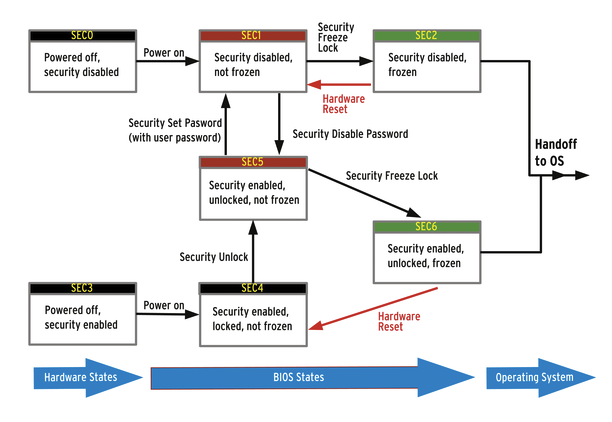 SEC0
Powered off,
security disabled
Power on
SEC1
Security disabled,
not frozen
Security
Freeze
Lock
SEC2
Security disabled,
frozen
Hardware
Reset
Security Set Pasword
(with user password)
Security Disable Password
Handoff
to OS
SEC5
Security enabled,
unlocked, not frozen
Security Freeze Lock
SEC6
Security enabled,
unlocked, frozen
Security Unlock
SEC3
Powered off,
security enabled
Power on
SEC4
Security enabled,
locked, not frozen
Hardware
Reset
Hardware States
BIOS States
Operating System